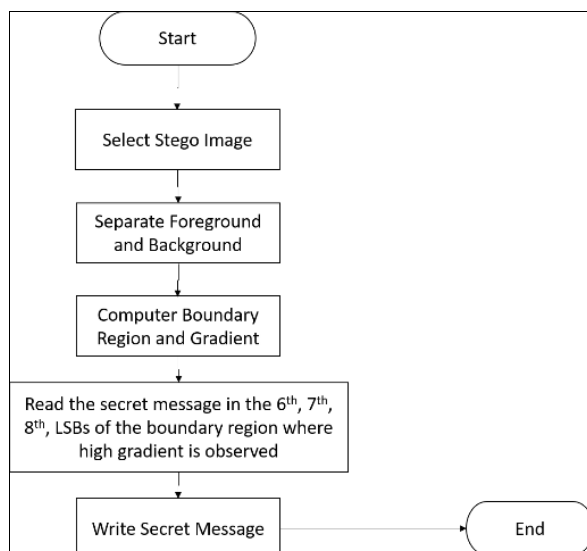 Start
Select Stego Image
Separate Foreground
and Background
Computer Boundary
Region and Gradient
Read the secret message in the 6th, 7th,
8th, LSBs of the boundary region where
high gradient is observed
Write Secret Message
End